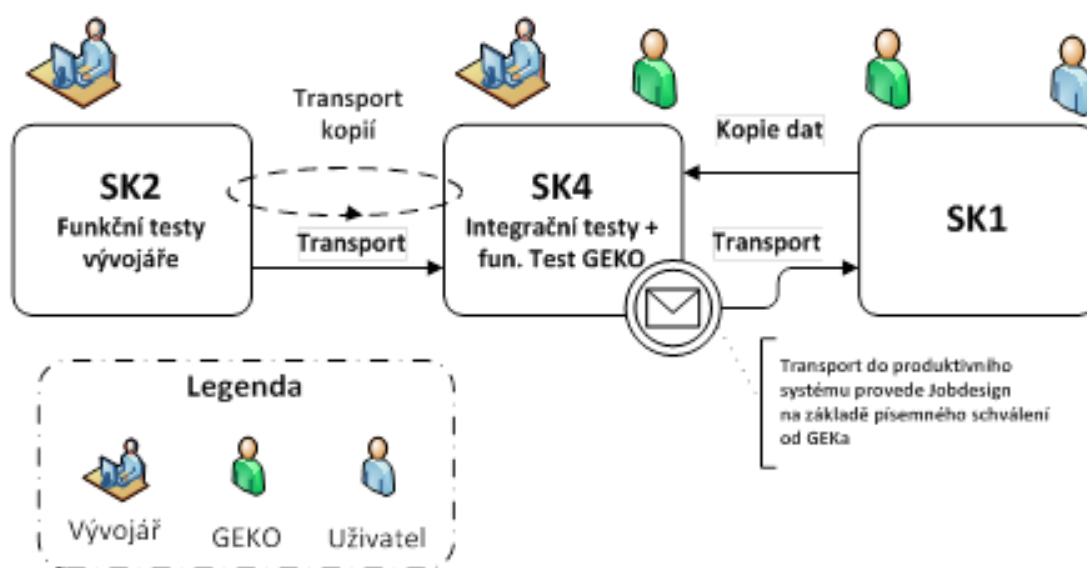 Transport
kopií
Kopie dat
SK2
Funkční testy
vývojáře
Transport
SK4
Integrační testy +
fun. Test GEKO
Transport
SK1
Transport do produktivního
systému provede Jobdesign
na základě písemného schválení
od GEKa
Legenda
Vývojář
GEKO
Uživatel